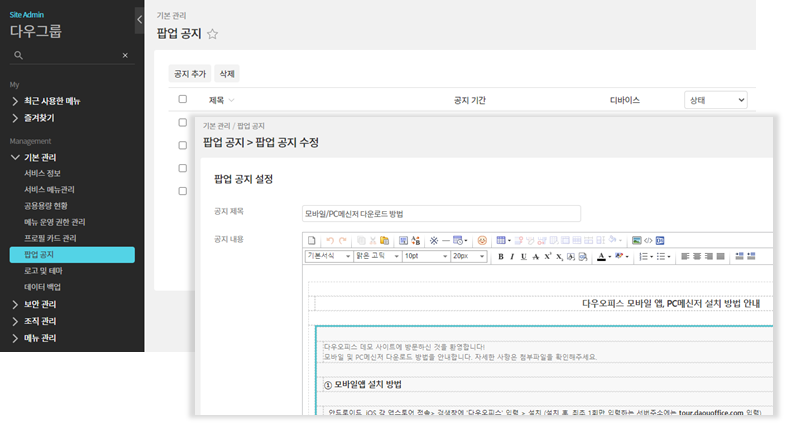 Site Admin
다우그룹
My
최근 사용한 메뉴
즐겨찾기
Management
기본 관리
서비스 정보
서비스 메뉴관리
공용용량 현황
메뉴 운영 권한 관리
프로필 카드 관리
팝업 공지
로고 및 테마
데이터 백업
보안 관리
조직 관리
메뉴 관리
기본 관리
팝업 공지
공지 추가
삭제
제목 공지 기간 디바이스 상태
기본 관리 / 팝업 공지
팝업 공지 > 팝업 공지 수정
팝업 공지 설정
공지 제목 모바일/PC메신저 다운로드 방법
공지 내용
기본서식 맑은 고딕 10pt 20px
다우오피스 모바일 앱, PC메신저 설치 방법 안내
다우오피스 데모 사이트에 방문하신 것을 환영합니다!
모바일 및 PC메신저 다운로드 방법을 안내합니다. 자세한 사항은 첨부파일을 확인해주세요.
① 모바일앱 설치 방법
안드로이드, iOS 각 앱스토어 접속> 검색창에 '다우오피스' 입력 > 설치 (설치 후, 최초 1회만 입력하는 서버주소에는 tour.daouoffice.com 입력)